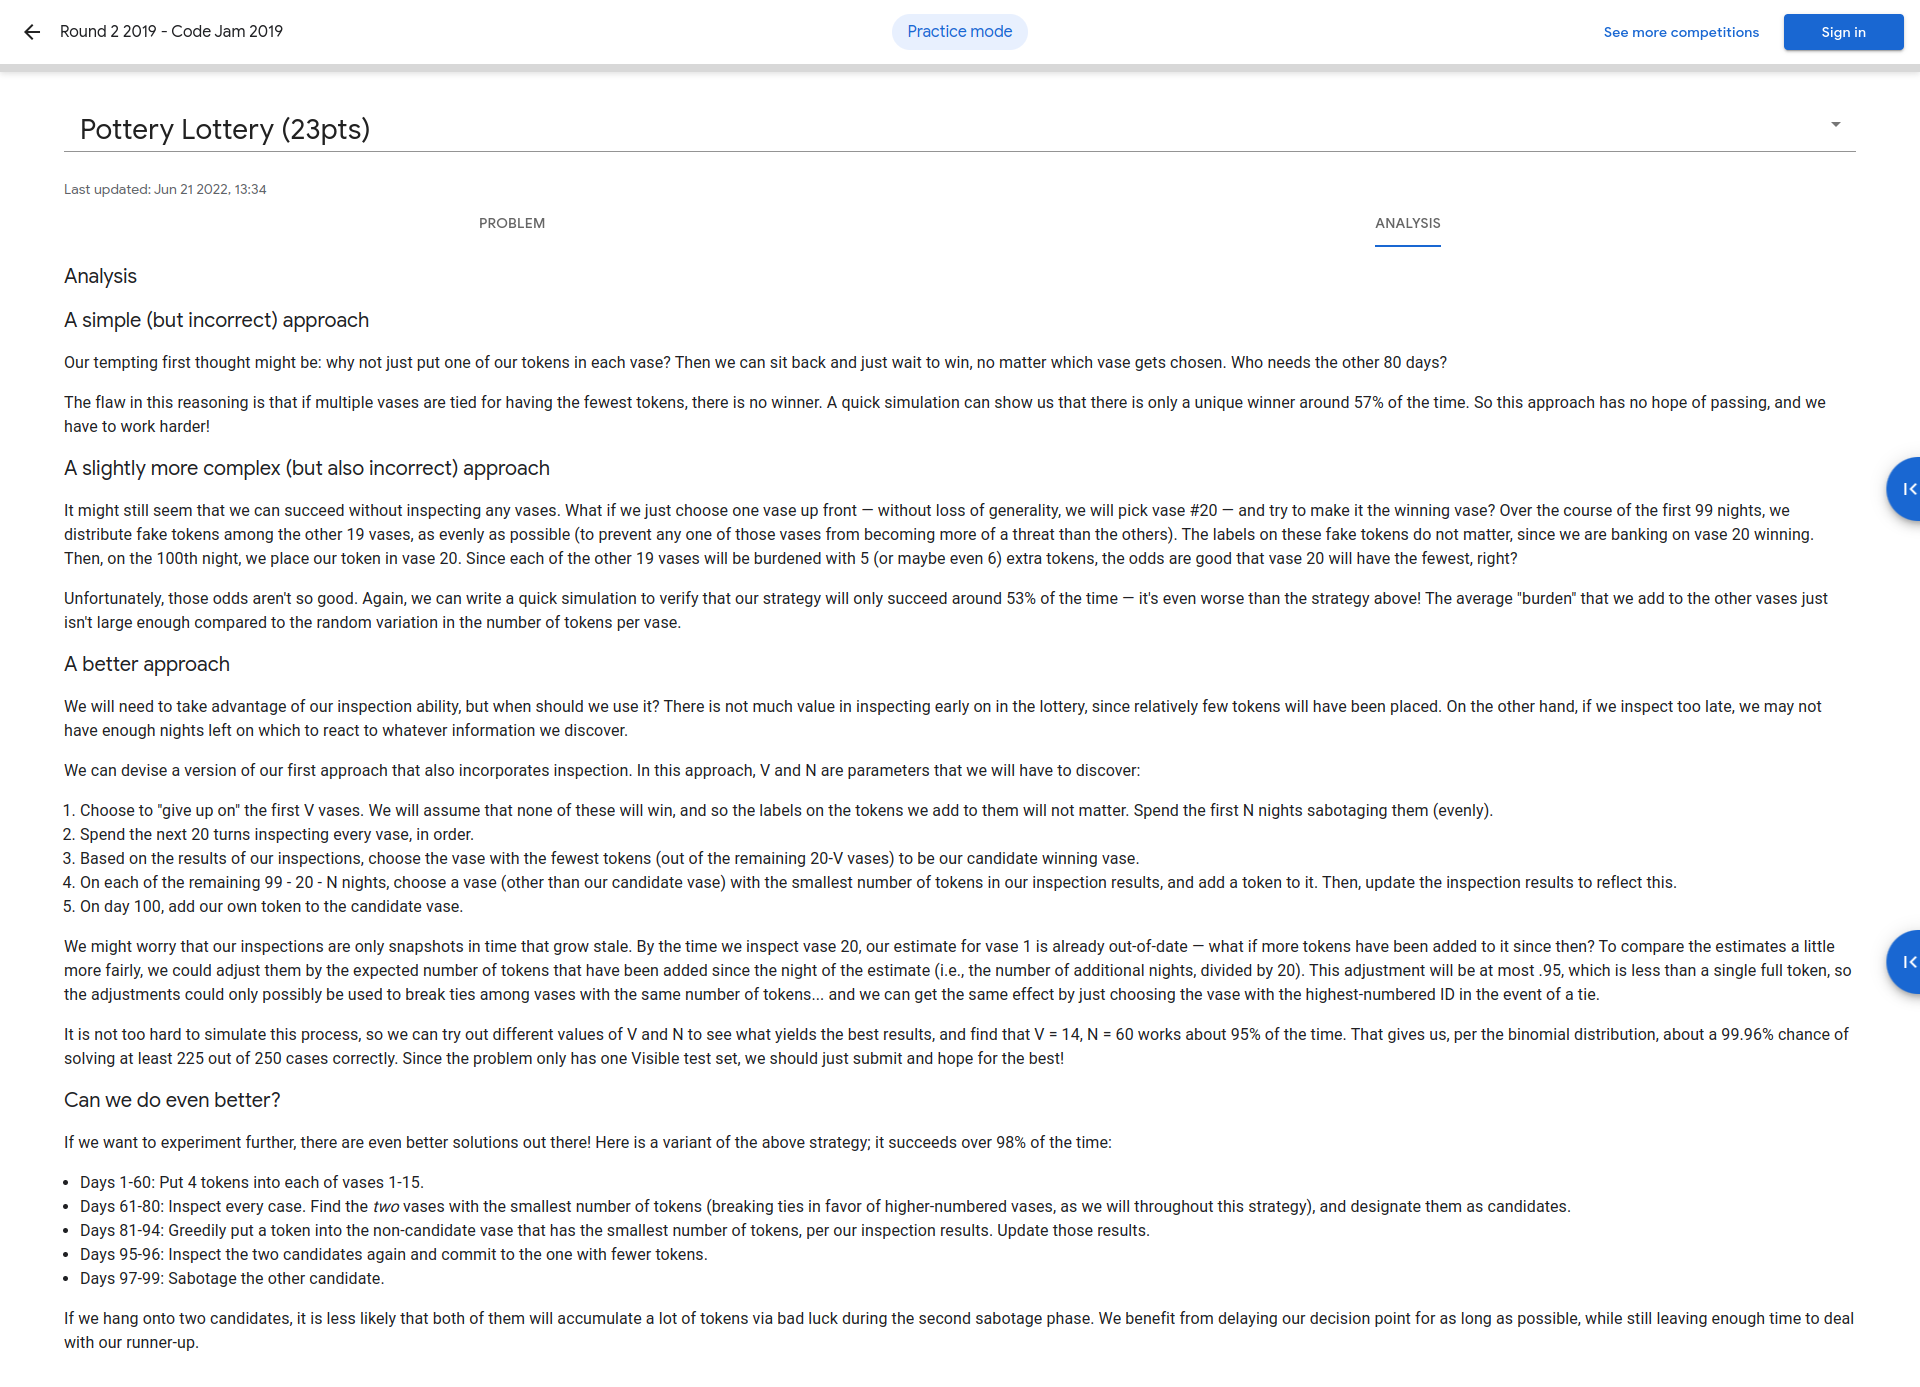 Round 2 2019 - Code Jam 2019
Practice mode
See more competitions
Sign in
Pottery Lottery (23pts)
Last updated: Jun 21 2022, 13:34
PROBLEM
ANALYSIS
Analysis
A simple (but incorrect) approach
Our tempting first thought might be: why not just put one of our tokens in each vase? Then we can sit back and just wait to win, no matter which vase gets chosen. Who needs the other 80 days?
The flaw in this reasoning is that if multiple vases are tied for having the fewest tokens, there is no winner. A quick simulation can show us that there is only a unique winner around 57% of the time. So this approach has no hope of passing, and we
have to work harder!
A slightly more complex (but also incorrect) approach
It might still seem that we can succeed without inspecting any vases. What if we just choose one vase up front — without loss of generality, we will pick vase #20 — and try to make it the winning vase? Over the course of the first 99 nights, we
distribute fake tokens among the other 19 vases, as evenly as possible (to prevent any one of those vases from becoming more of a threat than the others). The labels on these fake tokens do not matter, since we are banking on vase 20 winning.
Then, on the 100th night, we place our token in vase 20. Since each of the other 19 vases will be burdened with 5 (or maybe even 6) extra tokens, the odds are good that vase 20 will have the fewest, right?
Unfortunately, those odds aren't so good. Again, we can write a quick simulation to verify that our strategy will only succeed around 53% of the time — it's even worse than the strategy above! The average "burden" that we add to the other vases just
isn't large enough compared to the random variation in the number of tokens per vase.
A better approach
We will need to take advantage of our inspection ability, but when should we use it? There is not much value in inspecting early on in the lottery, since relatively few tokens will have been placed. On the other hand, if we inspect too late, we may not
have enough nights left on which to react to whatever information we discover.
We can devise a version of our first approach that also incorporates inspection. In this approach, V and N are parameters that we will have to discover:
1. Choose to "give up on" the first V vases. We will assume that none of these will win, and so the labels on the tokens we add to them will not matter. Spend the first N nights sabotaging them (evenly).
2. Spend the next 20 turns inspecting every vase, in order.
3. Based on the results of our inspections, choose the vase with the fewest tokens (out of the remaining 20-V vases) to be our candidate winning vase.
4. On each of the remaining 99 - 20 - N nights, choose a vase (other than our candidate vase) with the smallest number of tokens in our inspection results, and add a token to it. Then, update the inspection results to reflect this.
5. On day 100, add our own token to the candidate vase.
We might worry that our inspections are only snapshots in time that grow stale. By the time we inspect vase 20, our estimate for vase 1 is already out-of-date — what if more tokens have been added to it since then? To compare the estimates a little
more fairly, we could adjust them by the expected number of tokens that have been added since the night of the estimate (i.e., the number of additional nights, divided by 20). This adjustment will be at most .95, which is less than a single full token, so
the adjustments could only possibly be used to break ties among vases with the same number of tokens... and we can get the same effect by just choosing the vase with the highest-numbered ID in the event of a tie.
It is not too hard to simulate this process, so we can try out different values of V and N to see what yields the best results, and find that V = 14, N = 60 works about 95% of the time. That gives us, per the binomial distribution, about a 99.96% chance of
solving at least 225 out of 250 cases correctly. Since the problem only has one Visible test set, we should just submit and hope for the best!
Can we do even better?
If we want to experiment further, there are even better solutions out there! Here is a variant of the above strategy; it succeeds over 98% of the time:
• Days 1-60: Put 4 tokens into each of vases 1-15.
• Days 61-80: Inspect every case. Find the two vases with the smallest number of tokens (breaking ties in favor of higher-numbered vases, as we will throughout this strategy), and designate them as candidates.
• Days 81-94: Greedily put a token into the non-candidate vase that has the smallest number of tokens, per our inspection results. Update those results.
• Days 95-96: Inspect the two candidates again and commit to the one with fewer tokens.
• Days 97-99: Sabotage the other candidate.
If we hang onto two candidates, it is less likely that both of them will accumulate a lot of tokens via bad luck during the second sabotage phase. We benefit from delaying our decision point for as long as possible, while still leaving enough time to deal
with our runner-up.